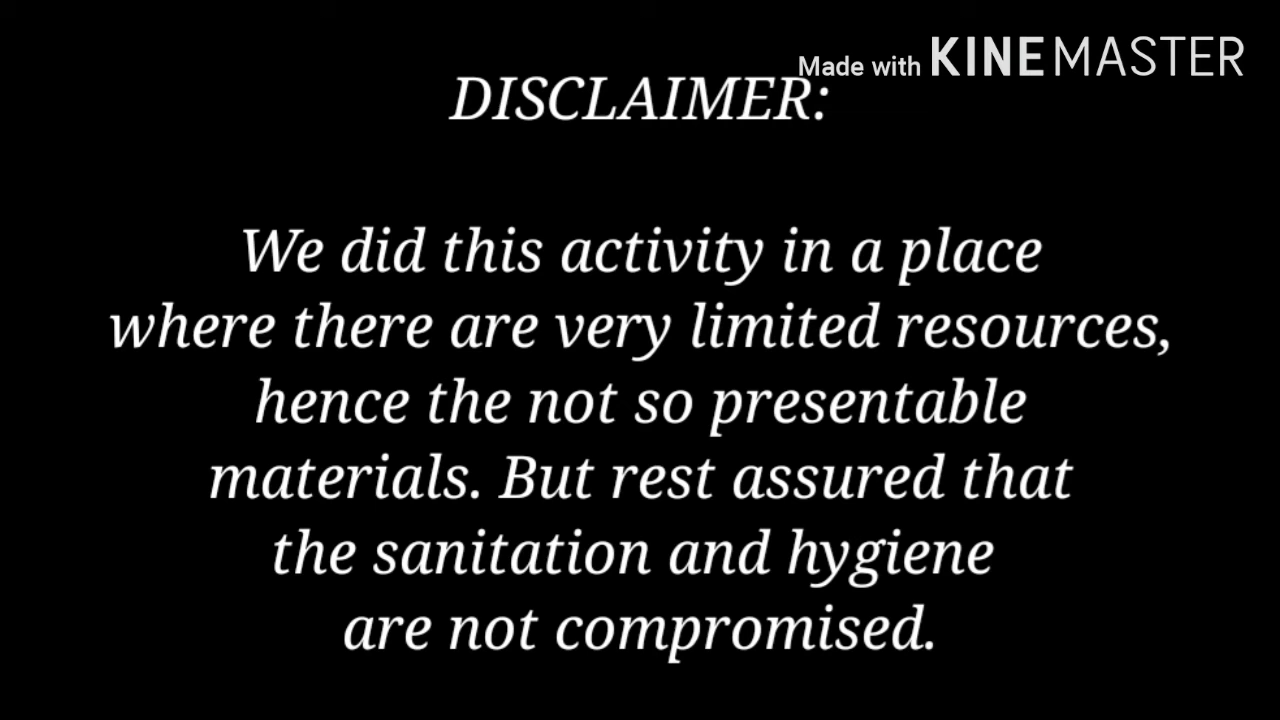 Made with KINEMASTER
DISCLAIMER:
We did this activity in a place
where there are very limited resources,
hence the not so presentable
materials. But rest assured that
the sanitation and hygiene
are not compromised.